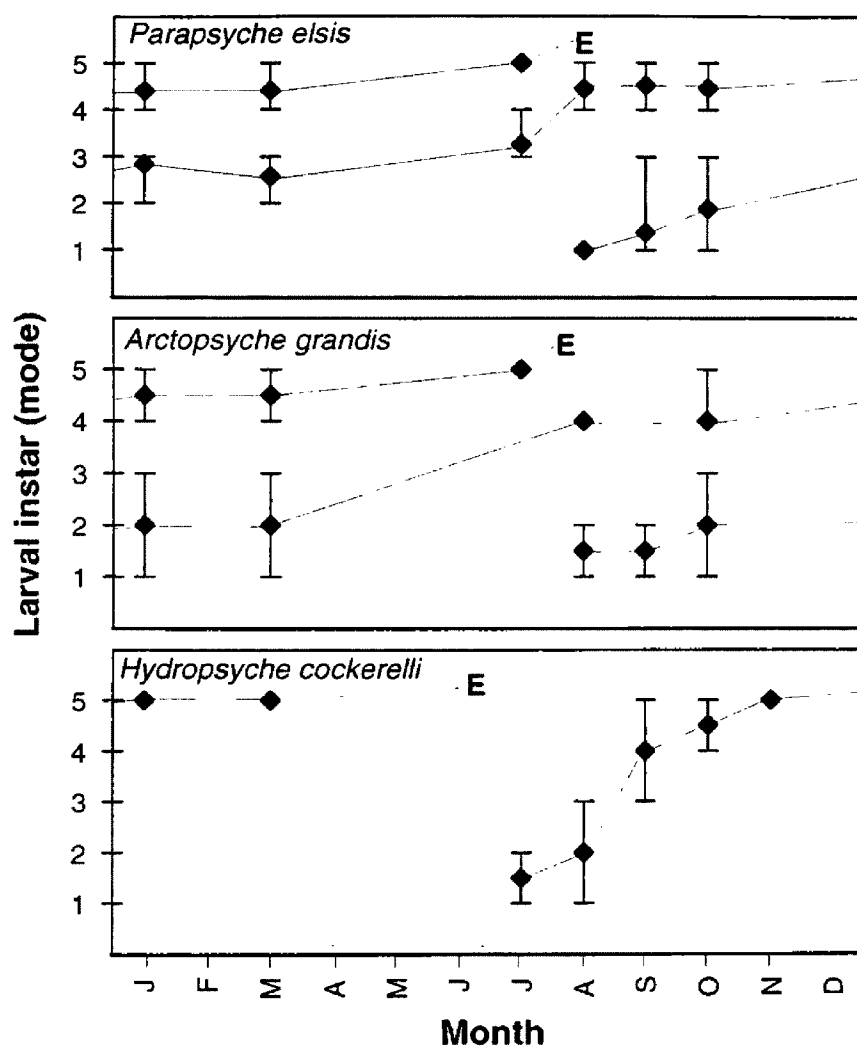 Parapsyche elsis
E
5
4
3
2
1
Arctopsyche grandis
E
5
4
3
2
1
Larval instar (mode)
Hydropsyche cockerelli
E
5
4
3
2
1
J F M A M J J A S O N D
Month